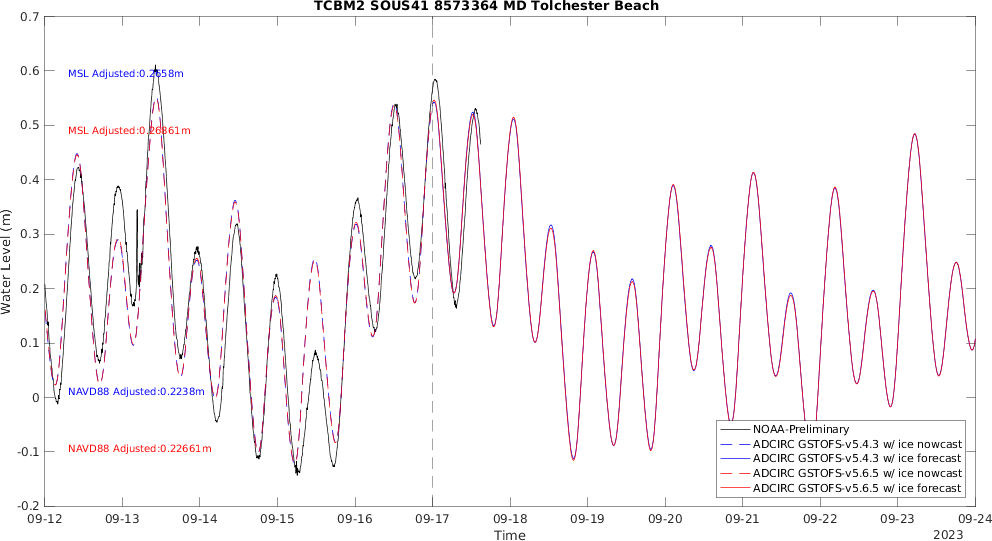 TCBM2 SOUS41 8573364 MD Tolchester Beach
0.7
0.6
0.5
0.4
0.3
0.2
0.1
0
-0.1
-0.2
Water Level (m)
MSL Adjusted:0.2658m
MSL Adjusted:0.26861m
NAVD88 Adjusted:0.2238m
NAVD88 Adjusted:0.22661m
NOAA-Preliminary
ADCIRC GSTOFS-v5.4.3 w/ ice nowcast
ADCIRC GSTOFS-v5.4.3 w/ ice forecast
ADCIRC GSTOFS-v5.6.5 w/ ice nowcast
ADCIRC GSTOFS-v5.6.5 w/ ice forecast
09-12 09-13 09-14 09-15 09-16 09-17 09-18 09-19 09-20 09-21 09-22 09-23 09-24
Time
2023